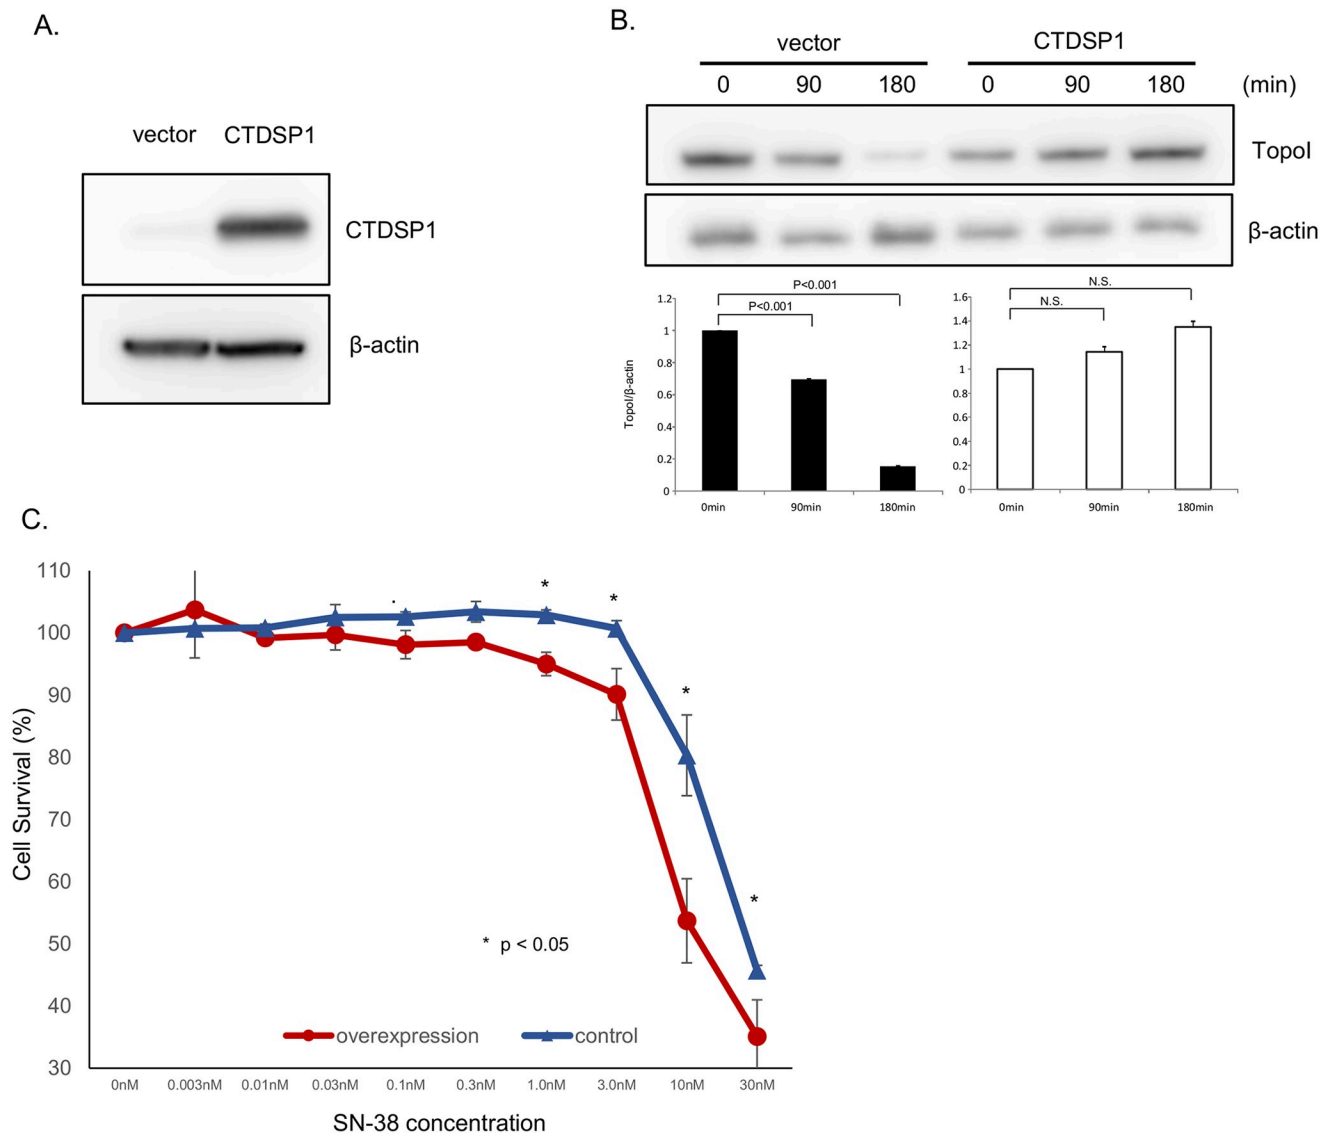 A.
vector CTDSP1
CTDSP1
β-actin
B.
vector CTDSP1
0 90 180 0 90 180 (min)
TopoI
β-actin
P<0.001
P<0.001
1.2
1
0.8
0.6
0.4
0.2
0
TopoI/β-actin
0min 90min 180min
N.S.
N.S.
1.6
1.4
1.2
1
0.8
0.6
0.4
0.2
0
0min 90min 180min
C.
110
100
90
80
70
60
50
40
30
Cell Survival (%)
*
*
*
*
* p < 0.05
overexpression control
0nM 0.003nM 0.01nM 0.03nM 0.1nM 0.3nM 1.0nM 3.0nM 10nM 30nM
SN-38 concentration